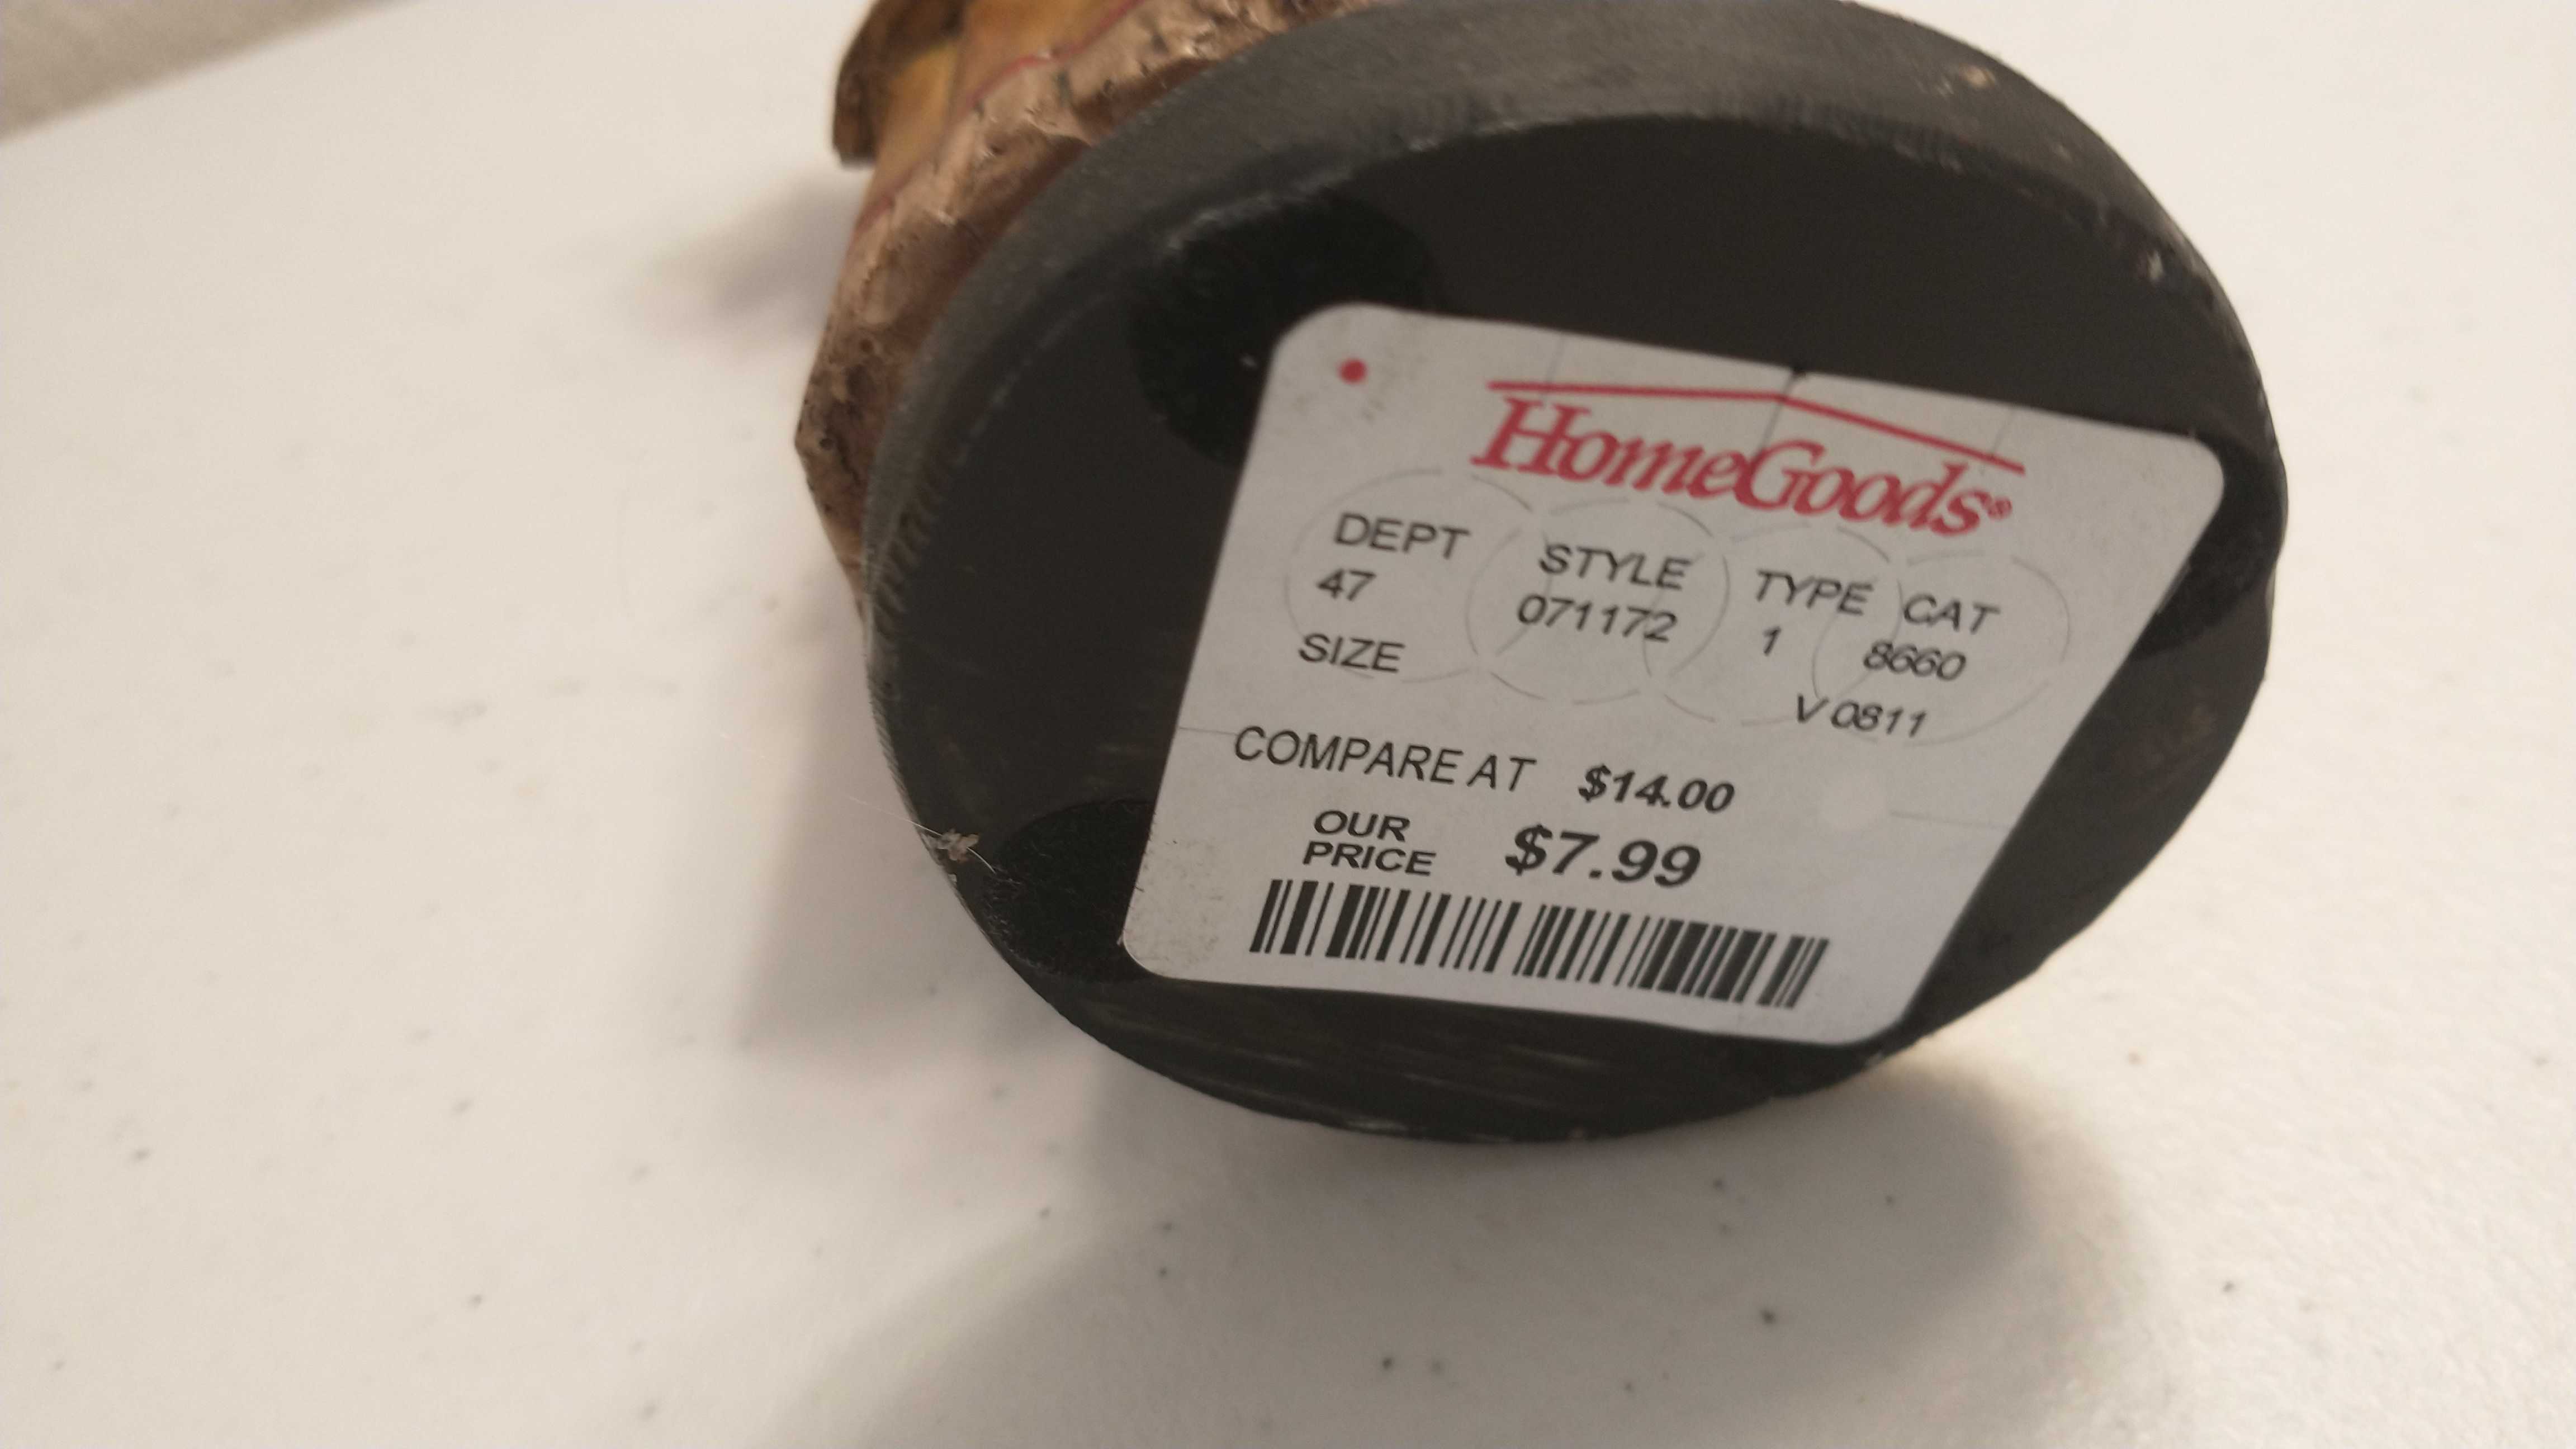 HomeGoods®
DEPT STYLE TYPE CAT
47 071172 1 8660
SIZE V 0811
COMPARE AT $14.00
OUR PRICE $7.99